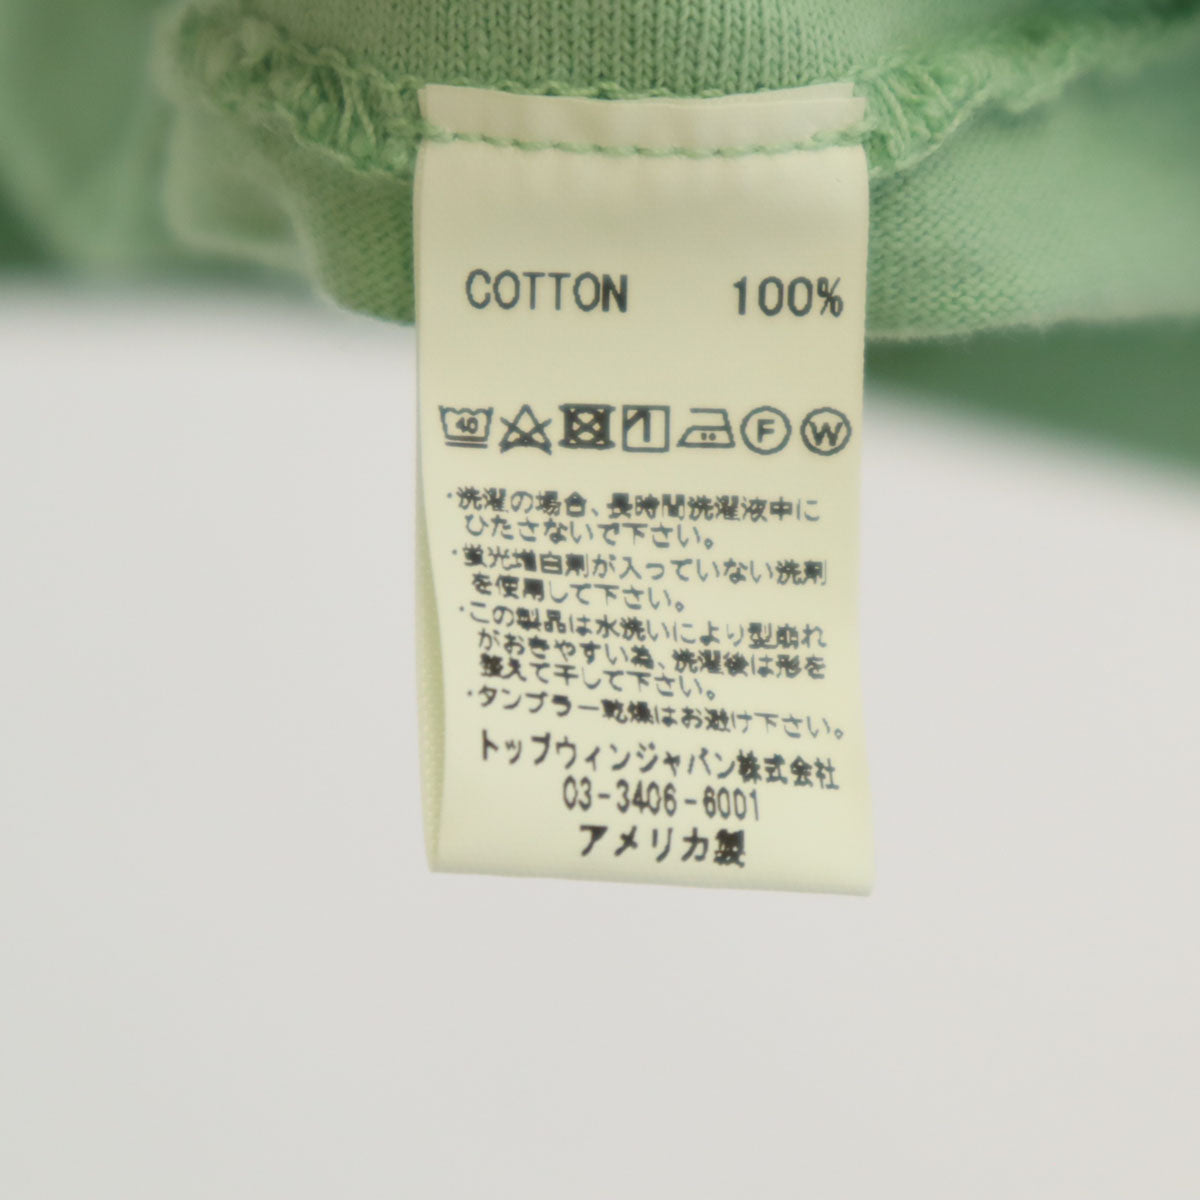 COTTON 100%
40 F W
・洗濯の場合、長時間洗濯液中に
ひたさないで下さい。
・蛍光増白剤が入っていない洗剤
を使用して下さい。
・この製品は水洗いにより型崩れ
がおきやすい為、洗濯後は形を
整えて干して下さい。
・タンブラー乾燥はお避け下さい。
トップウィンジャパン株式会社
03-3406-6001
アメリカ製